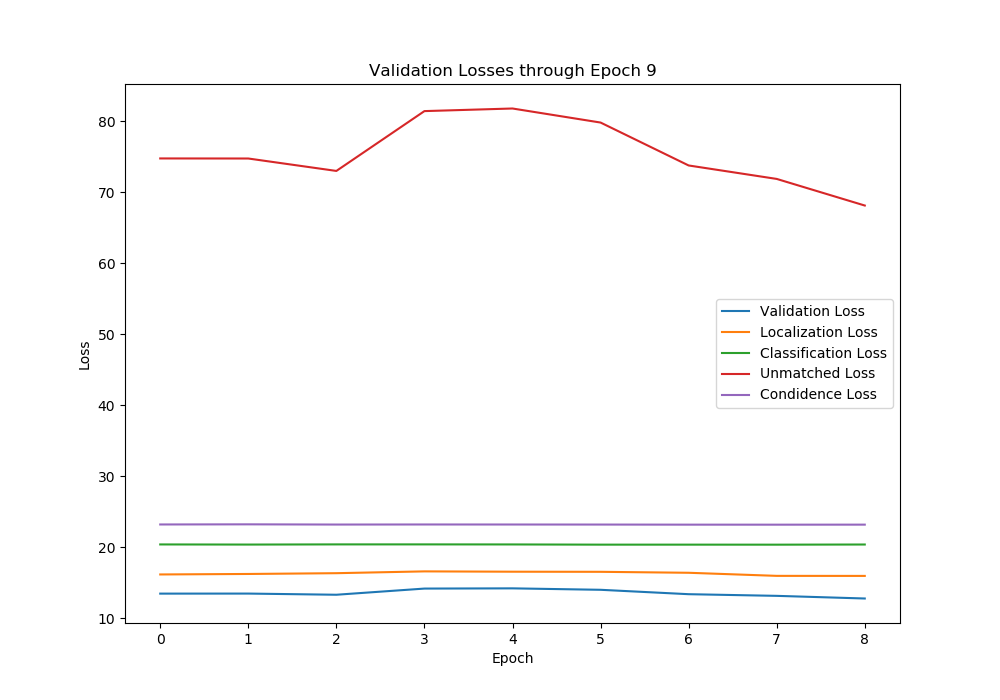 Validation Losses through Epoch 9
80
70
60
50
40
30
20
10
Loss
Validation Loss
Localization Loss
Classification Loss
Unmatched Loss
Condidence Loss
0 1 2 3 4 5 6 7 8
Epoch